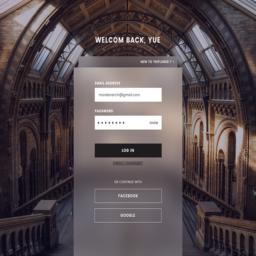 WELCOM BACK, YUE
EMAIL ADDRESS
PASSWORD
SHOW
LOG IN
OR CONTINUE WITH
FACEBOOK
GOOGLE